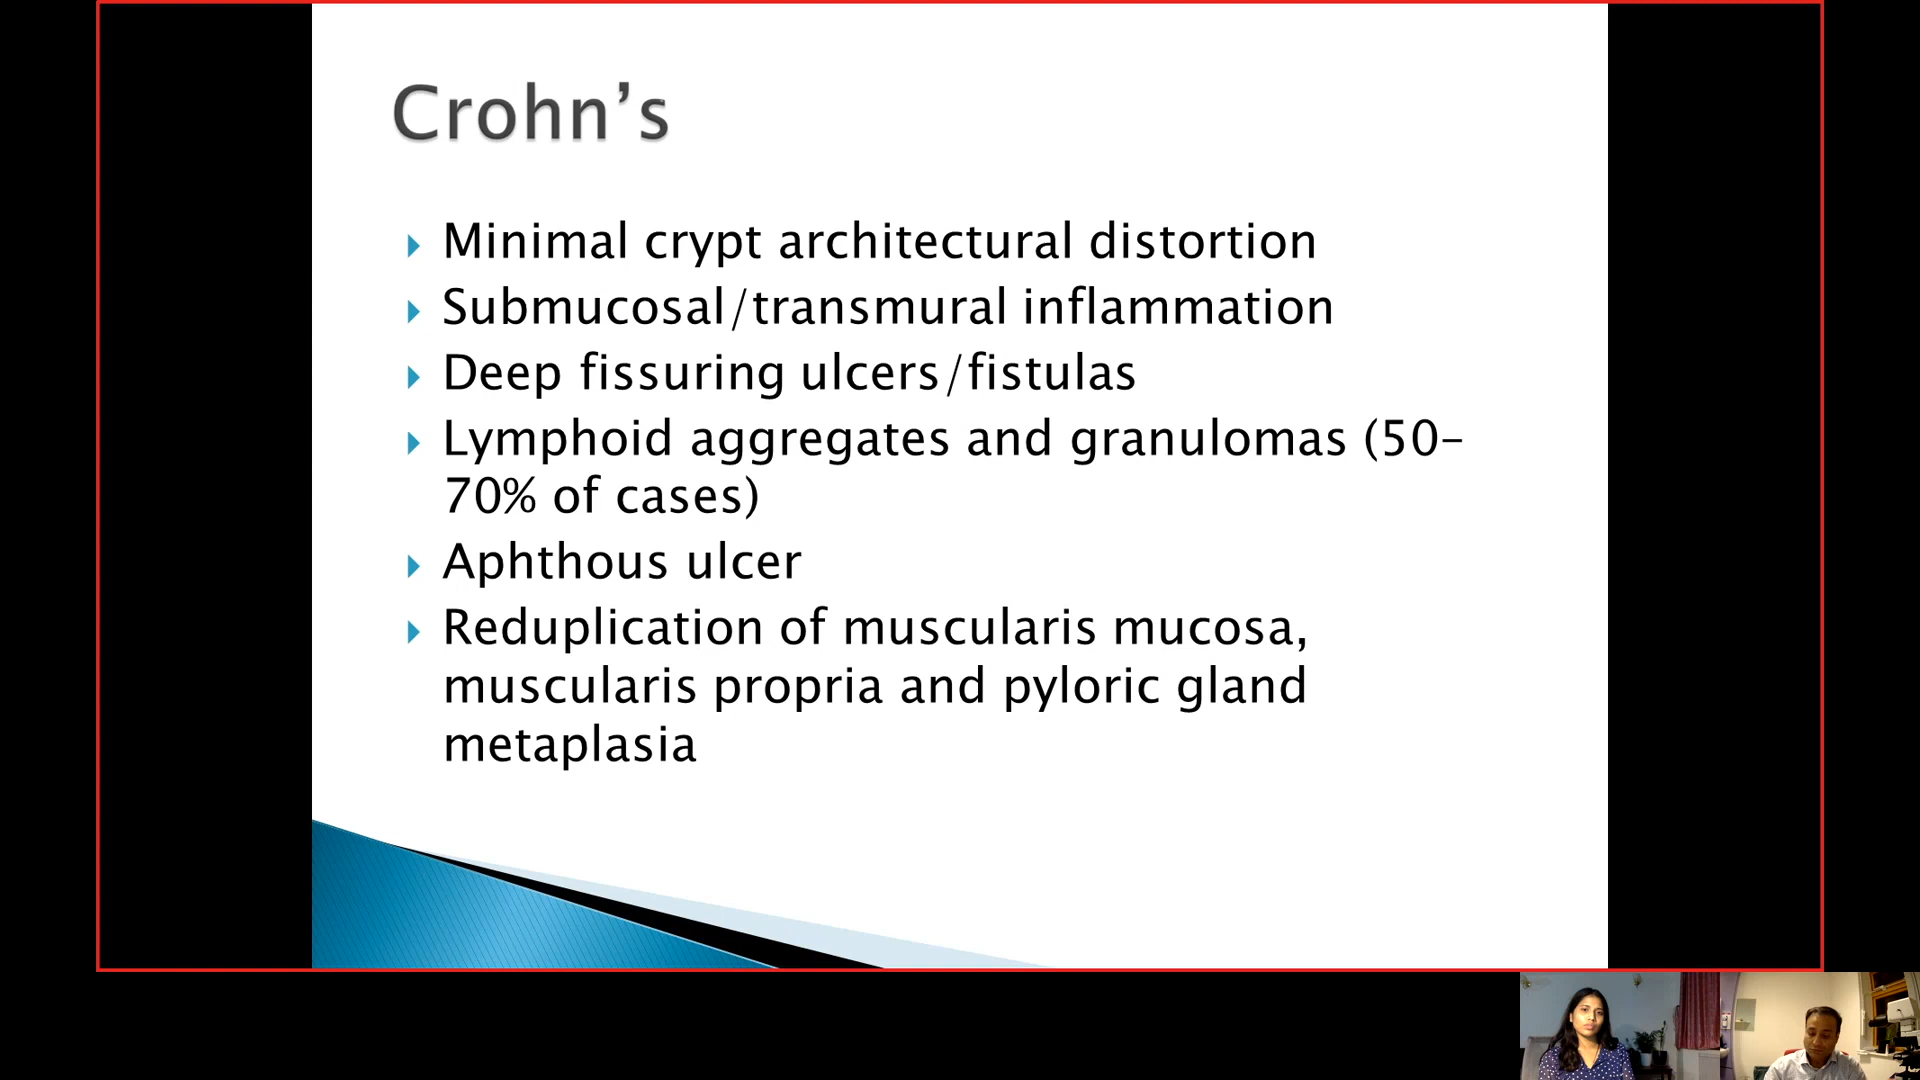 Crohn’s
Minimal crypt architectural distortion
Submucosal/transmural inflammation
Deep fissuring ulcers/fistulas
Lymphoid aggregates and granulomas (50–
70% of cases)
Aphthous ulcer
Reduplication of muscularis mucosa,
muscularis propria and pyloric gland
metaplasia